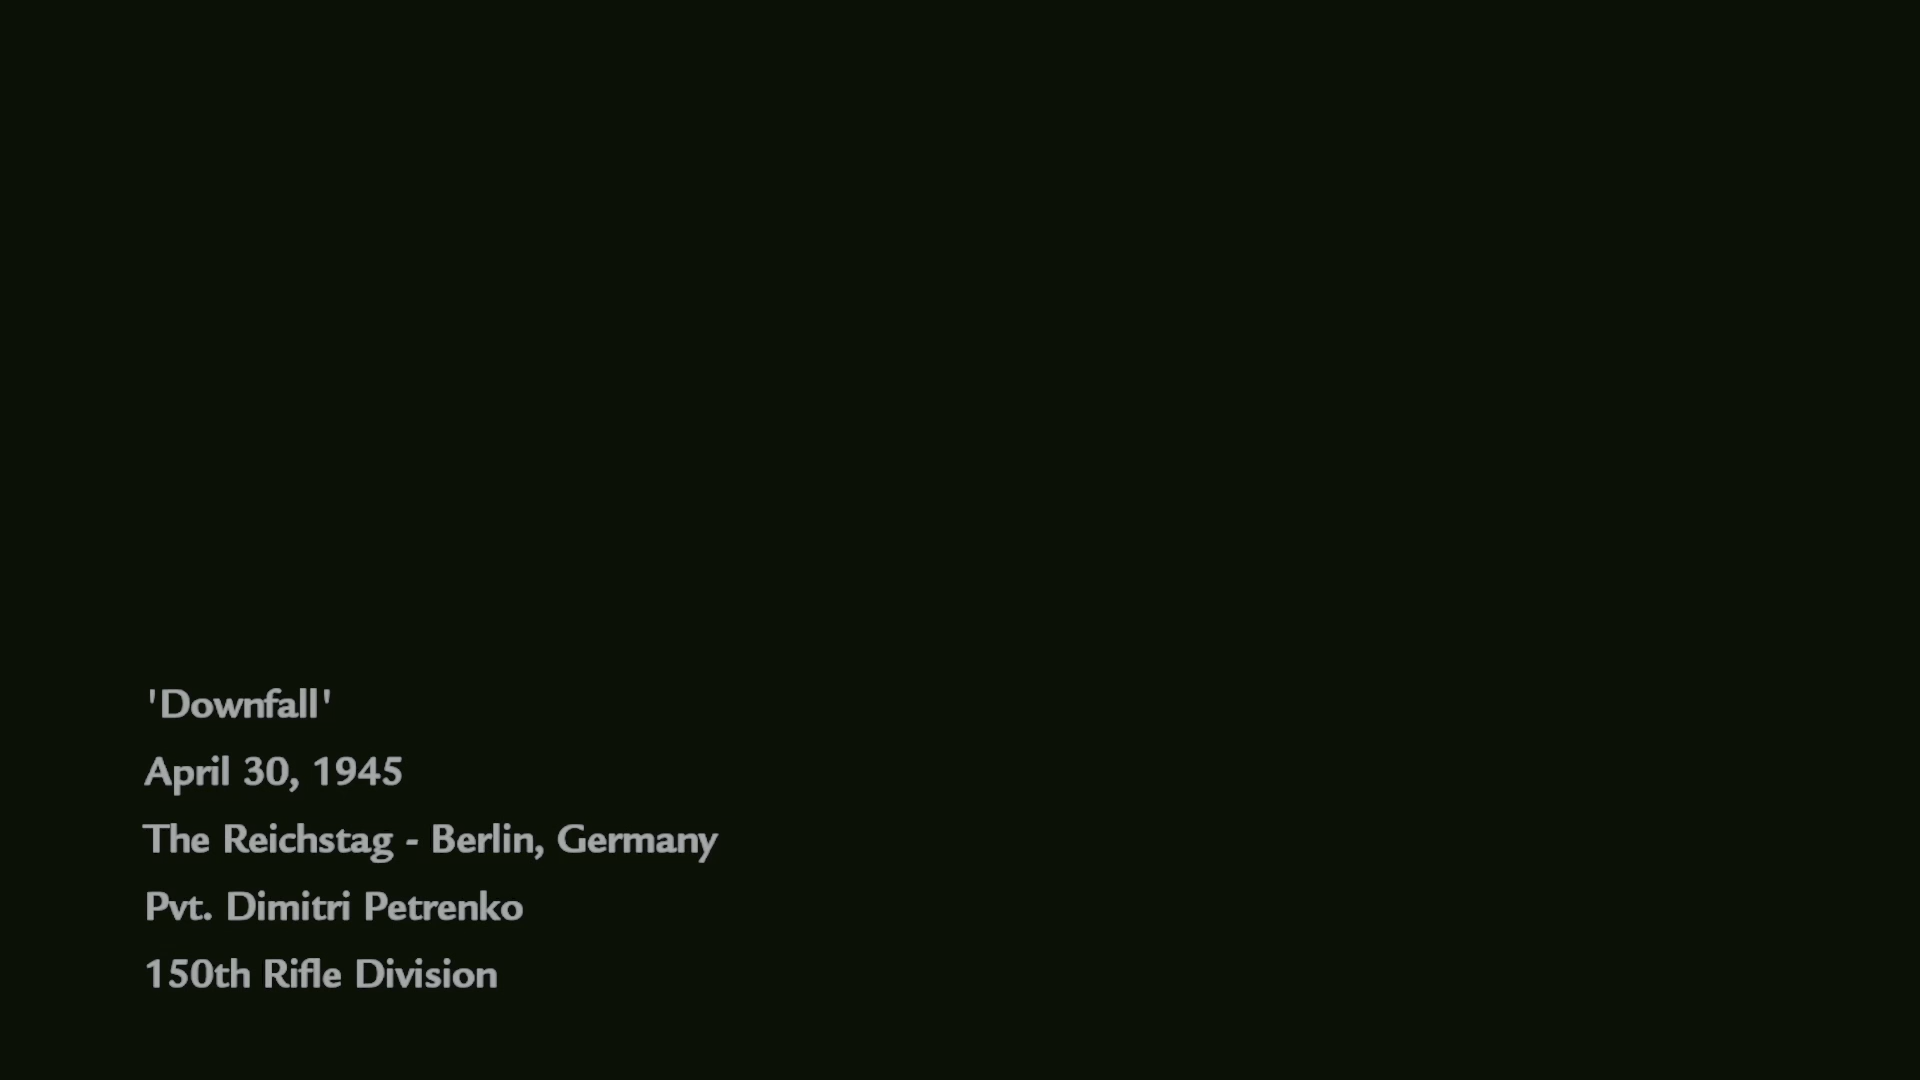 'Downfall'
April 30, 1945
The Reichstag - Berlin, Germany
Pvt. Dimitri Petrenko
150th Rifle Division